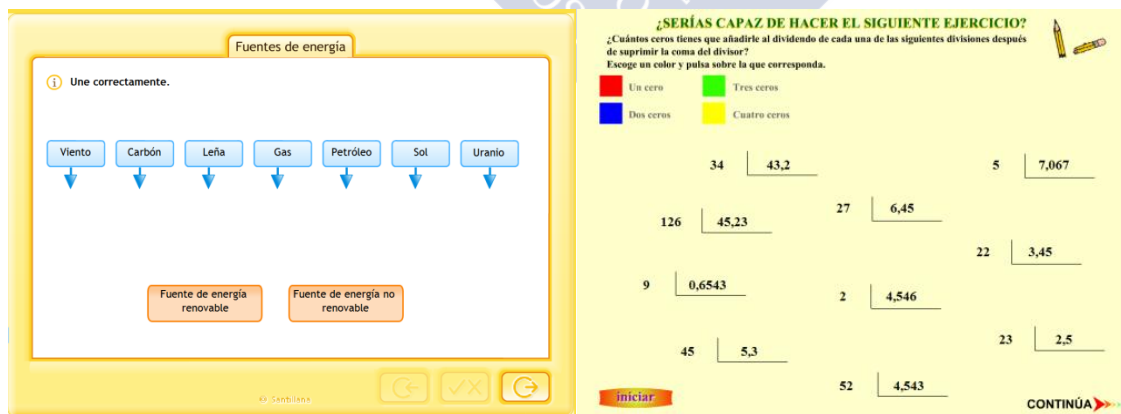 Fuentes de energía
Une correctamente.
Viento Carbón Leña Gas Petróleo Sol Uranio
Fuente de energía
renovable
Fuente de energía no
renovable
© Santillana
¿SERÍAS CAPAZ DE HACER EL SIGUIENTE EJERCICIO?
¿Cuántos ceros tienes que añadirle al dividendo de cada una de las siguientes divisiones después
de suprimir la coma del divisor?
Escoge un color y pulsa sobre la que corresponda.
Un cero Tres ceros
Dos ceros Cuatro ceros
34 43,2
5 7,067
126 45,23
27 6,45
22 3,45
9 0,6543
2 4,546
23 2,5
45 5,3
52 4,543
iniciar
CONTINÚA